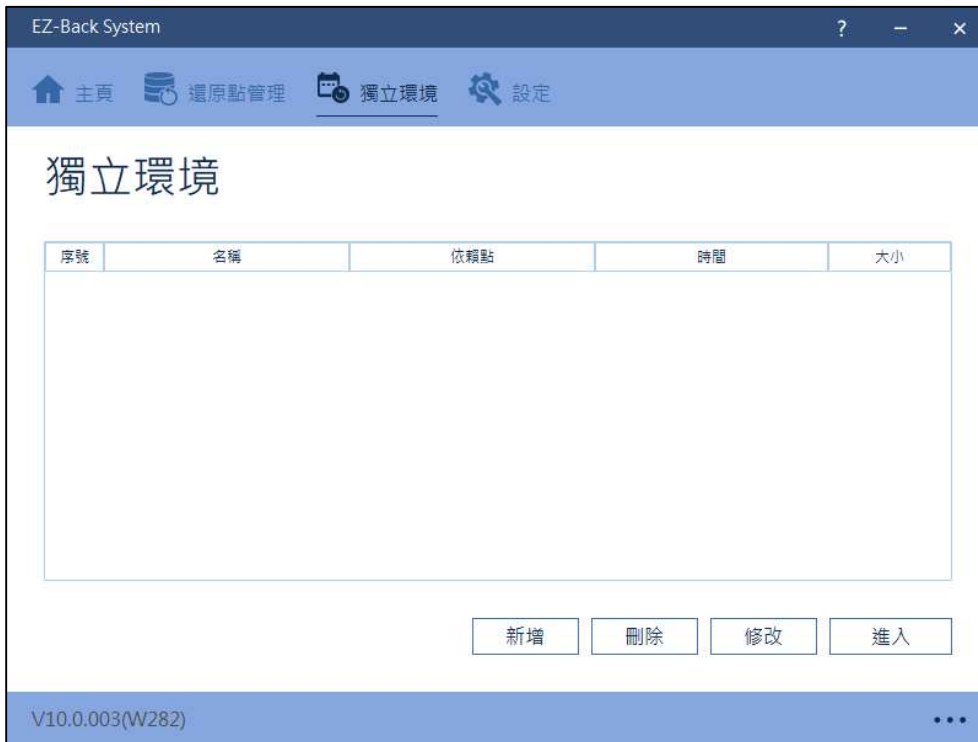 EZ-Back System ? − ×
主頁 還原點管理 獨立環境 設定
獨立環境
序號 名稱 依賴點 時間 大小
新增 刪除 修改 進入
V10.0.003(W282) •••